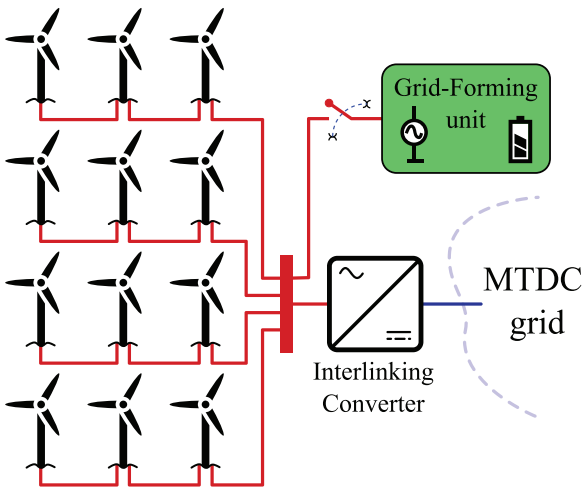 Grid-Forming
unit
MTDC
grid
Interlinking
Converter